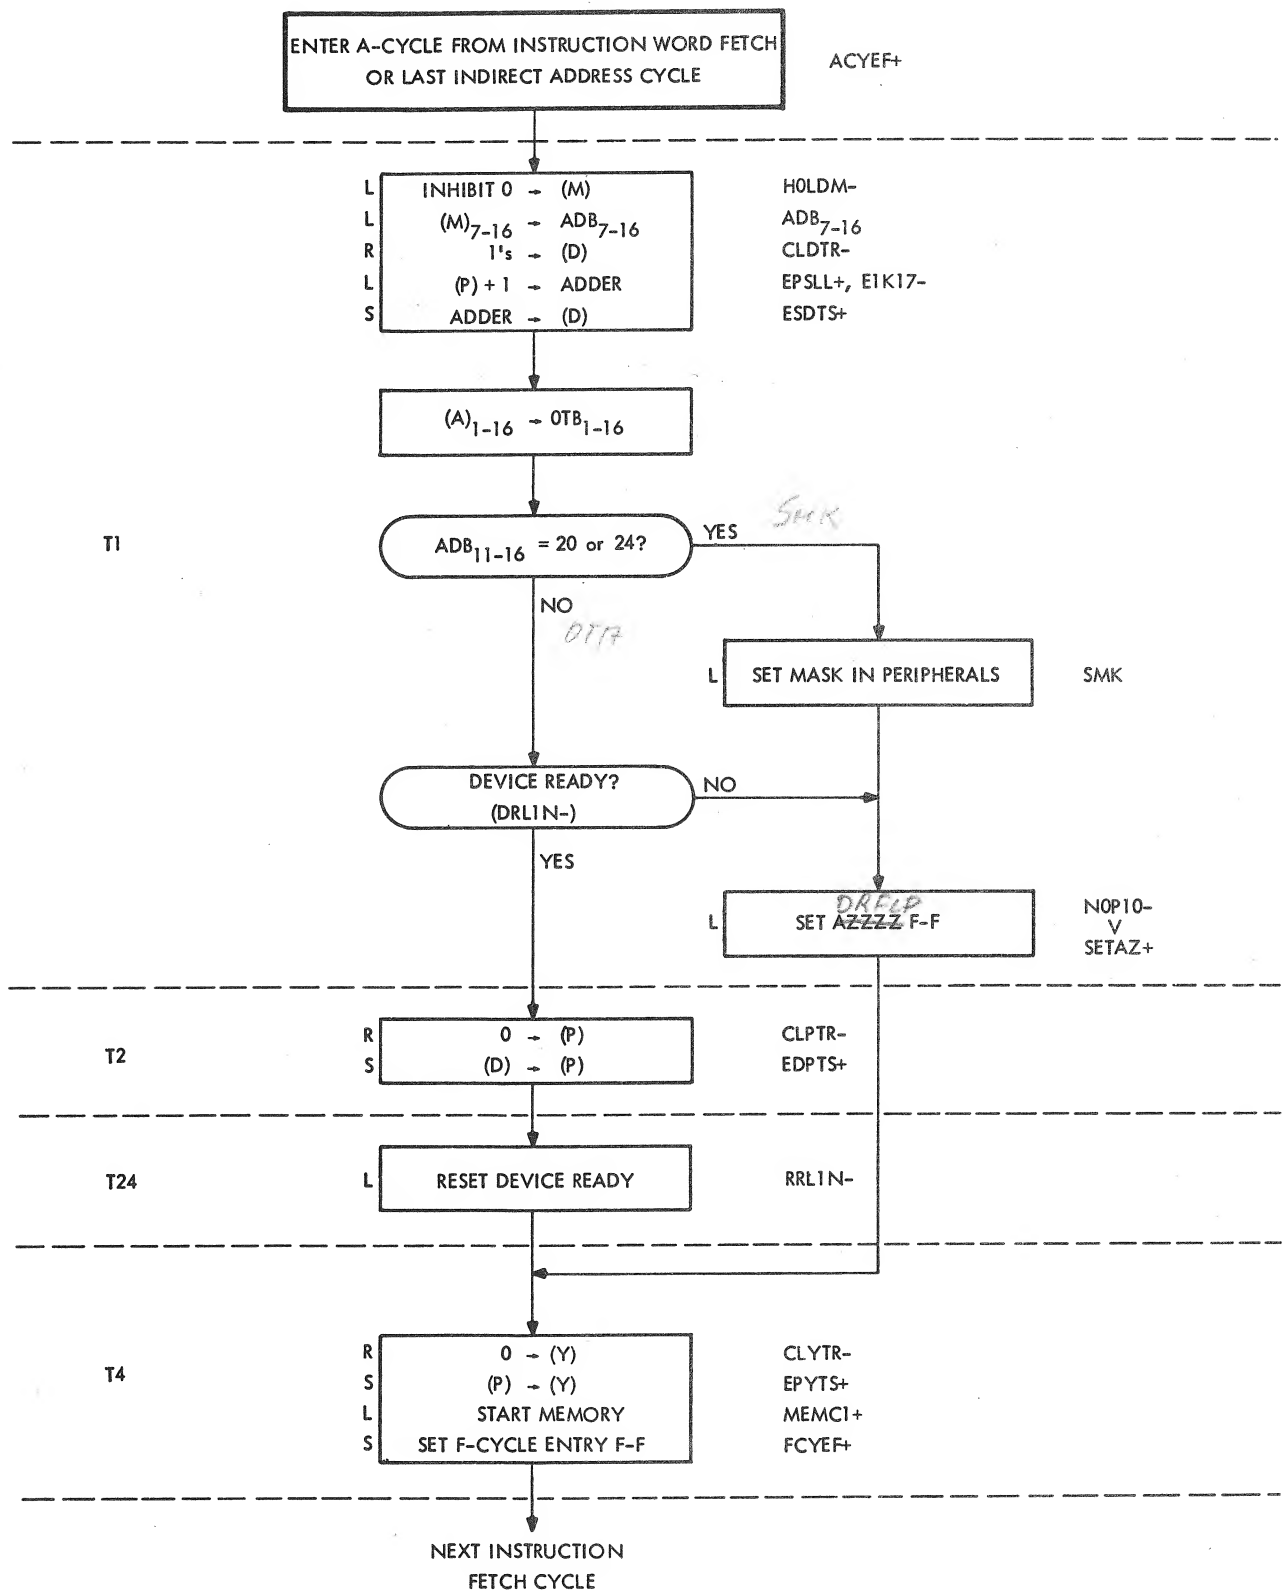 ENTER A-CYCLE FROM INSTRUCTION WORD FETCH
OR LAST INDIRECT ADDRESS CYCLE
ACYEF+
L INHIBIT 0 → (M) H0LDM-
L (M)7-16 → ADB7-16 ADB7-16
R 1's → (D) CLDTR-
L (P) + 1 → ADDER EPSLL+, E1K17-
S ADDER → (D) ESDTS+
(A)1-16 → OTB1-16
T1
ADB11-16 = 20 or 24?
YES
SMK
NO
OTA
L SET MASK IN PERIPHERALS SMK
DEVICE READY?
(DRL1N-)
NO
YES
DRFLP
L SET AZZZZ F-F
N0P10-
V
SETAZ+
T2
R 0 → (P) CLPTR-
S (D) → (P) EDPTS+
T24
L RESET DEVICE READY RRL1N-
T4
R 0 → (Y) CLYTR-
S (P) → (Y) EPYTS+
L START MEMORY MEMC1+
S SET F-CYCLE ENTRY F-F FCYEF+
NEXT INSTRUCTION
FETCH CYCLE